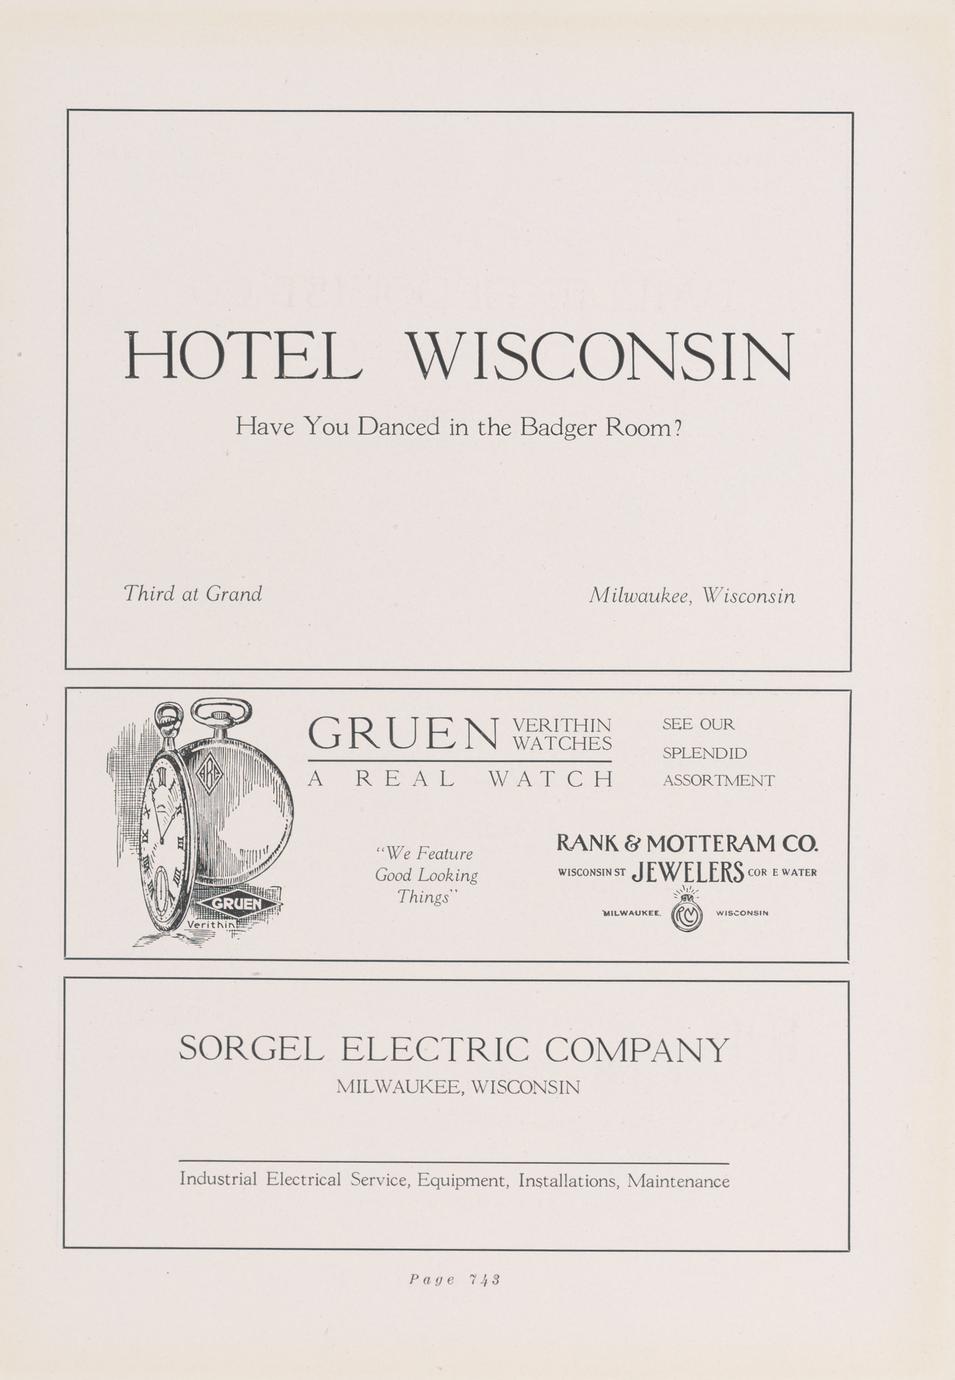 HOTEL WISCONSIN
Have You Danced in the Badger Room?
Third at Grand
Milwaukee, Wisconsin
GRUEN VERITHIN WATCHES
A REAL WATCH
SEE OUR
SPLENDID
ASSORTMENT
"We Feature
Good Looking
Things"
RANK & MOTTERAM CO.
WISCONSIN ST JEWELERS COR E WATER
MILWAUKEE, WISCONSIN
GRUEN
Verithin
SORGEL ELECTRIC COMPANY
MILWAUKEE, WISCONSIN
Industrial Electrical Service, Equipment, Installations, Maintenance
Page 743